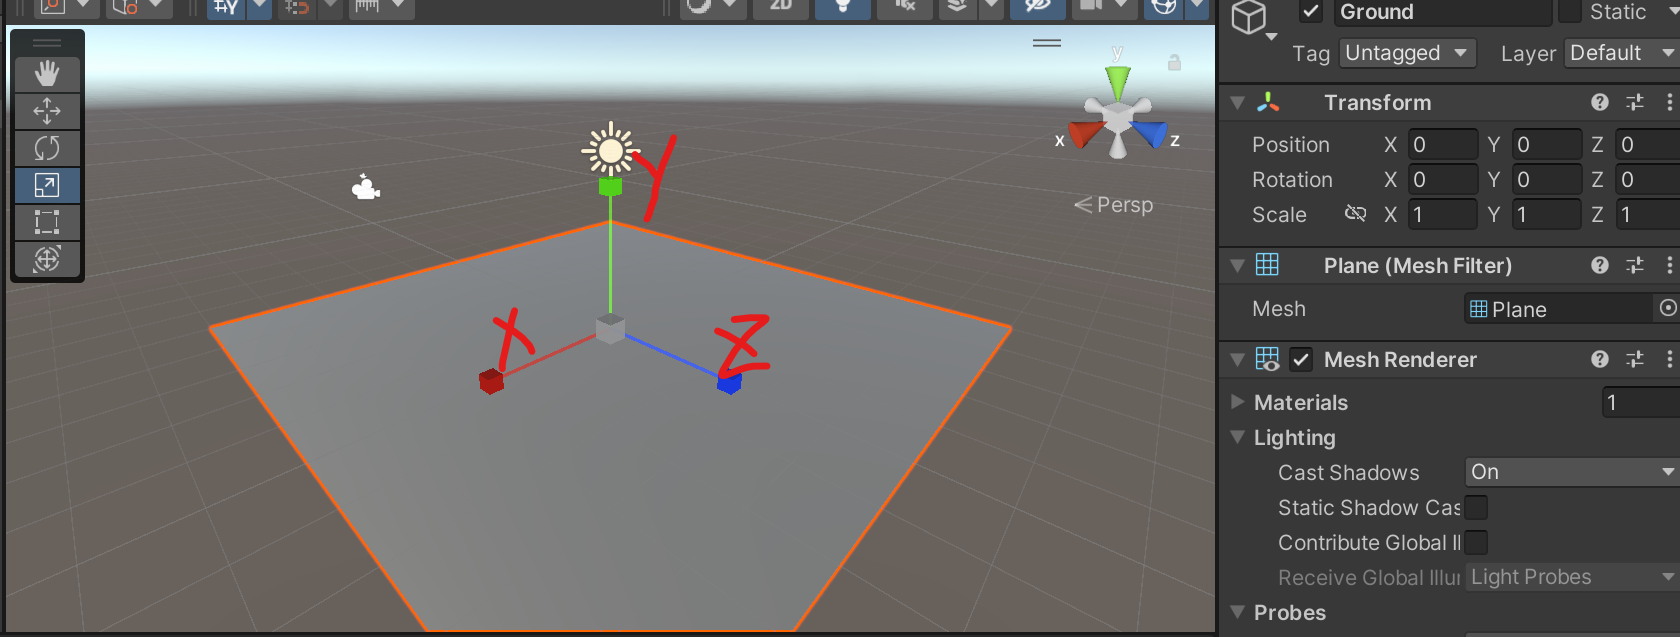 2D
Ground
Static
Tag Untagged Layer Default
Transform
Position X 0 Y 0 Z 0
Rotation X 0 Y 0 Z 0
Scale X 1 Y 1 Z 1
Plane (Mesh Filter)
Mesh Plane
Mesh Renderer
Materials 1
Lighting
Cast Shadows On
Static Shadow Cas
Contribute Global Il
Receive Global Illur Light Probes
Probes
y
x
z
Persp
Y
X
Z